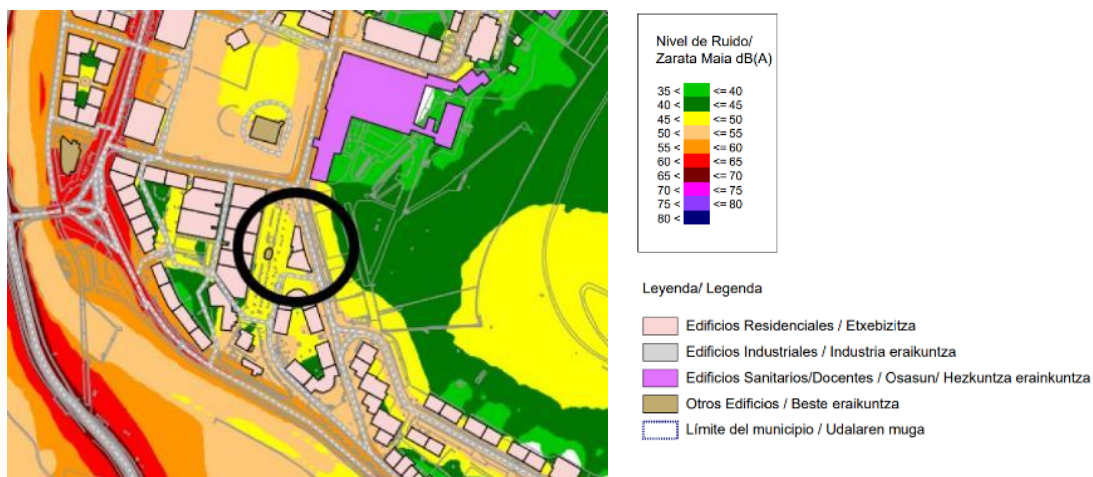 Nivel de Ruido/
Zarata Maia dB(A)
35 < <= 40
40 < <= 45
45 < <= 50
50 < <= 55
55 < <= 60
60 < <= 65
65 < <= 70
70 < <= 75
75 < <= 80
80 <
Leyenda/ Legenda
Edificios Residenciales / Etxebizitza
Edificios Industriales / Industria eraikuntza
Edificios Sanitarios/Docentes / Osasun/ Hezkuntza erainkuntza
Otros Edificios / Beste eraikuntza
Límite del municipio / Udalaren muga